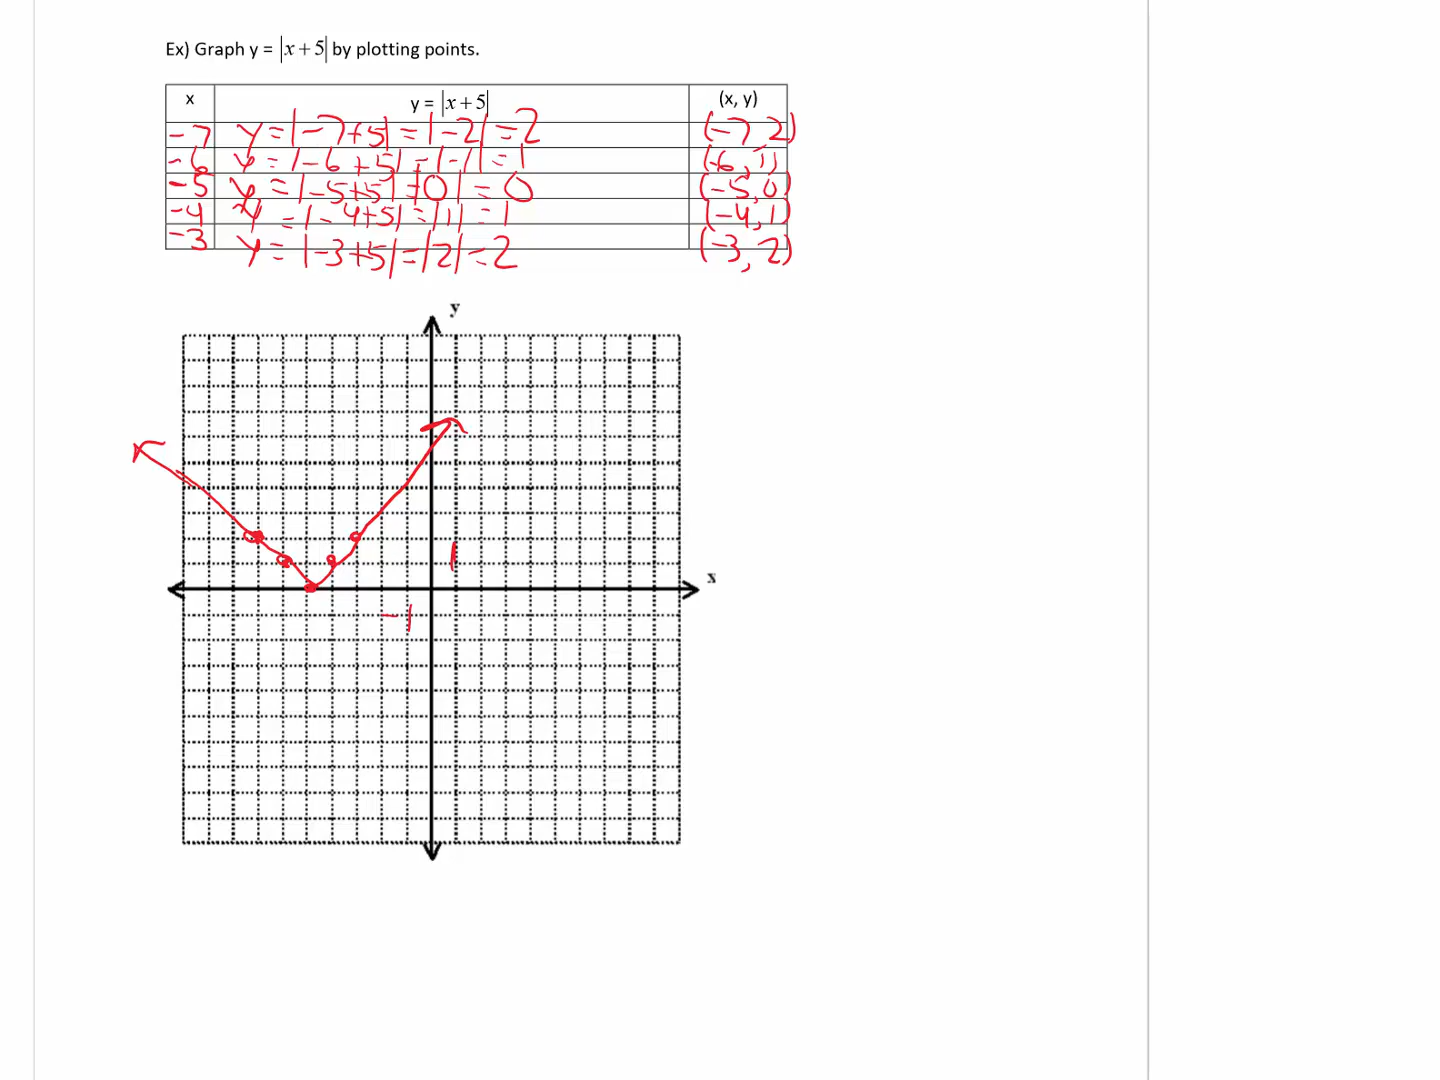 Ex) Graph y = |x + 5| by plotting points.
x y = |x + 5| (x, y)
-7 y = |-7+5| = |-2| = 2 (-7, 2)
-6 y = |-6 + 5| = |-1| = 1 (-6, 1)
-5 y = |-5+5| = |0| = 0 (-5, 0)
-4 y = |-4+5| = |1| = 1 (-4, 1)
-3 y = |-3+5| = |2| = 2 (-3, 2)
y
1
x
-1